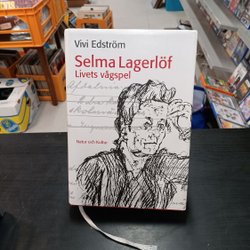 Vivi Edström
Selma Lagerlöf
Livets vågspel
Natur och Kultur